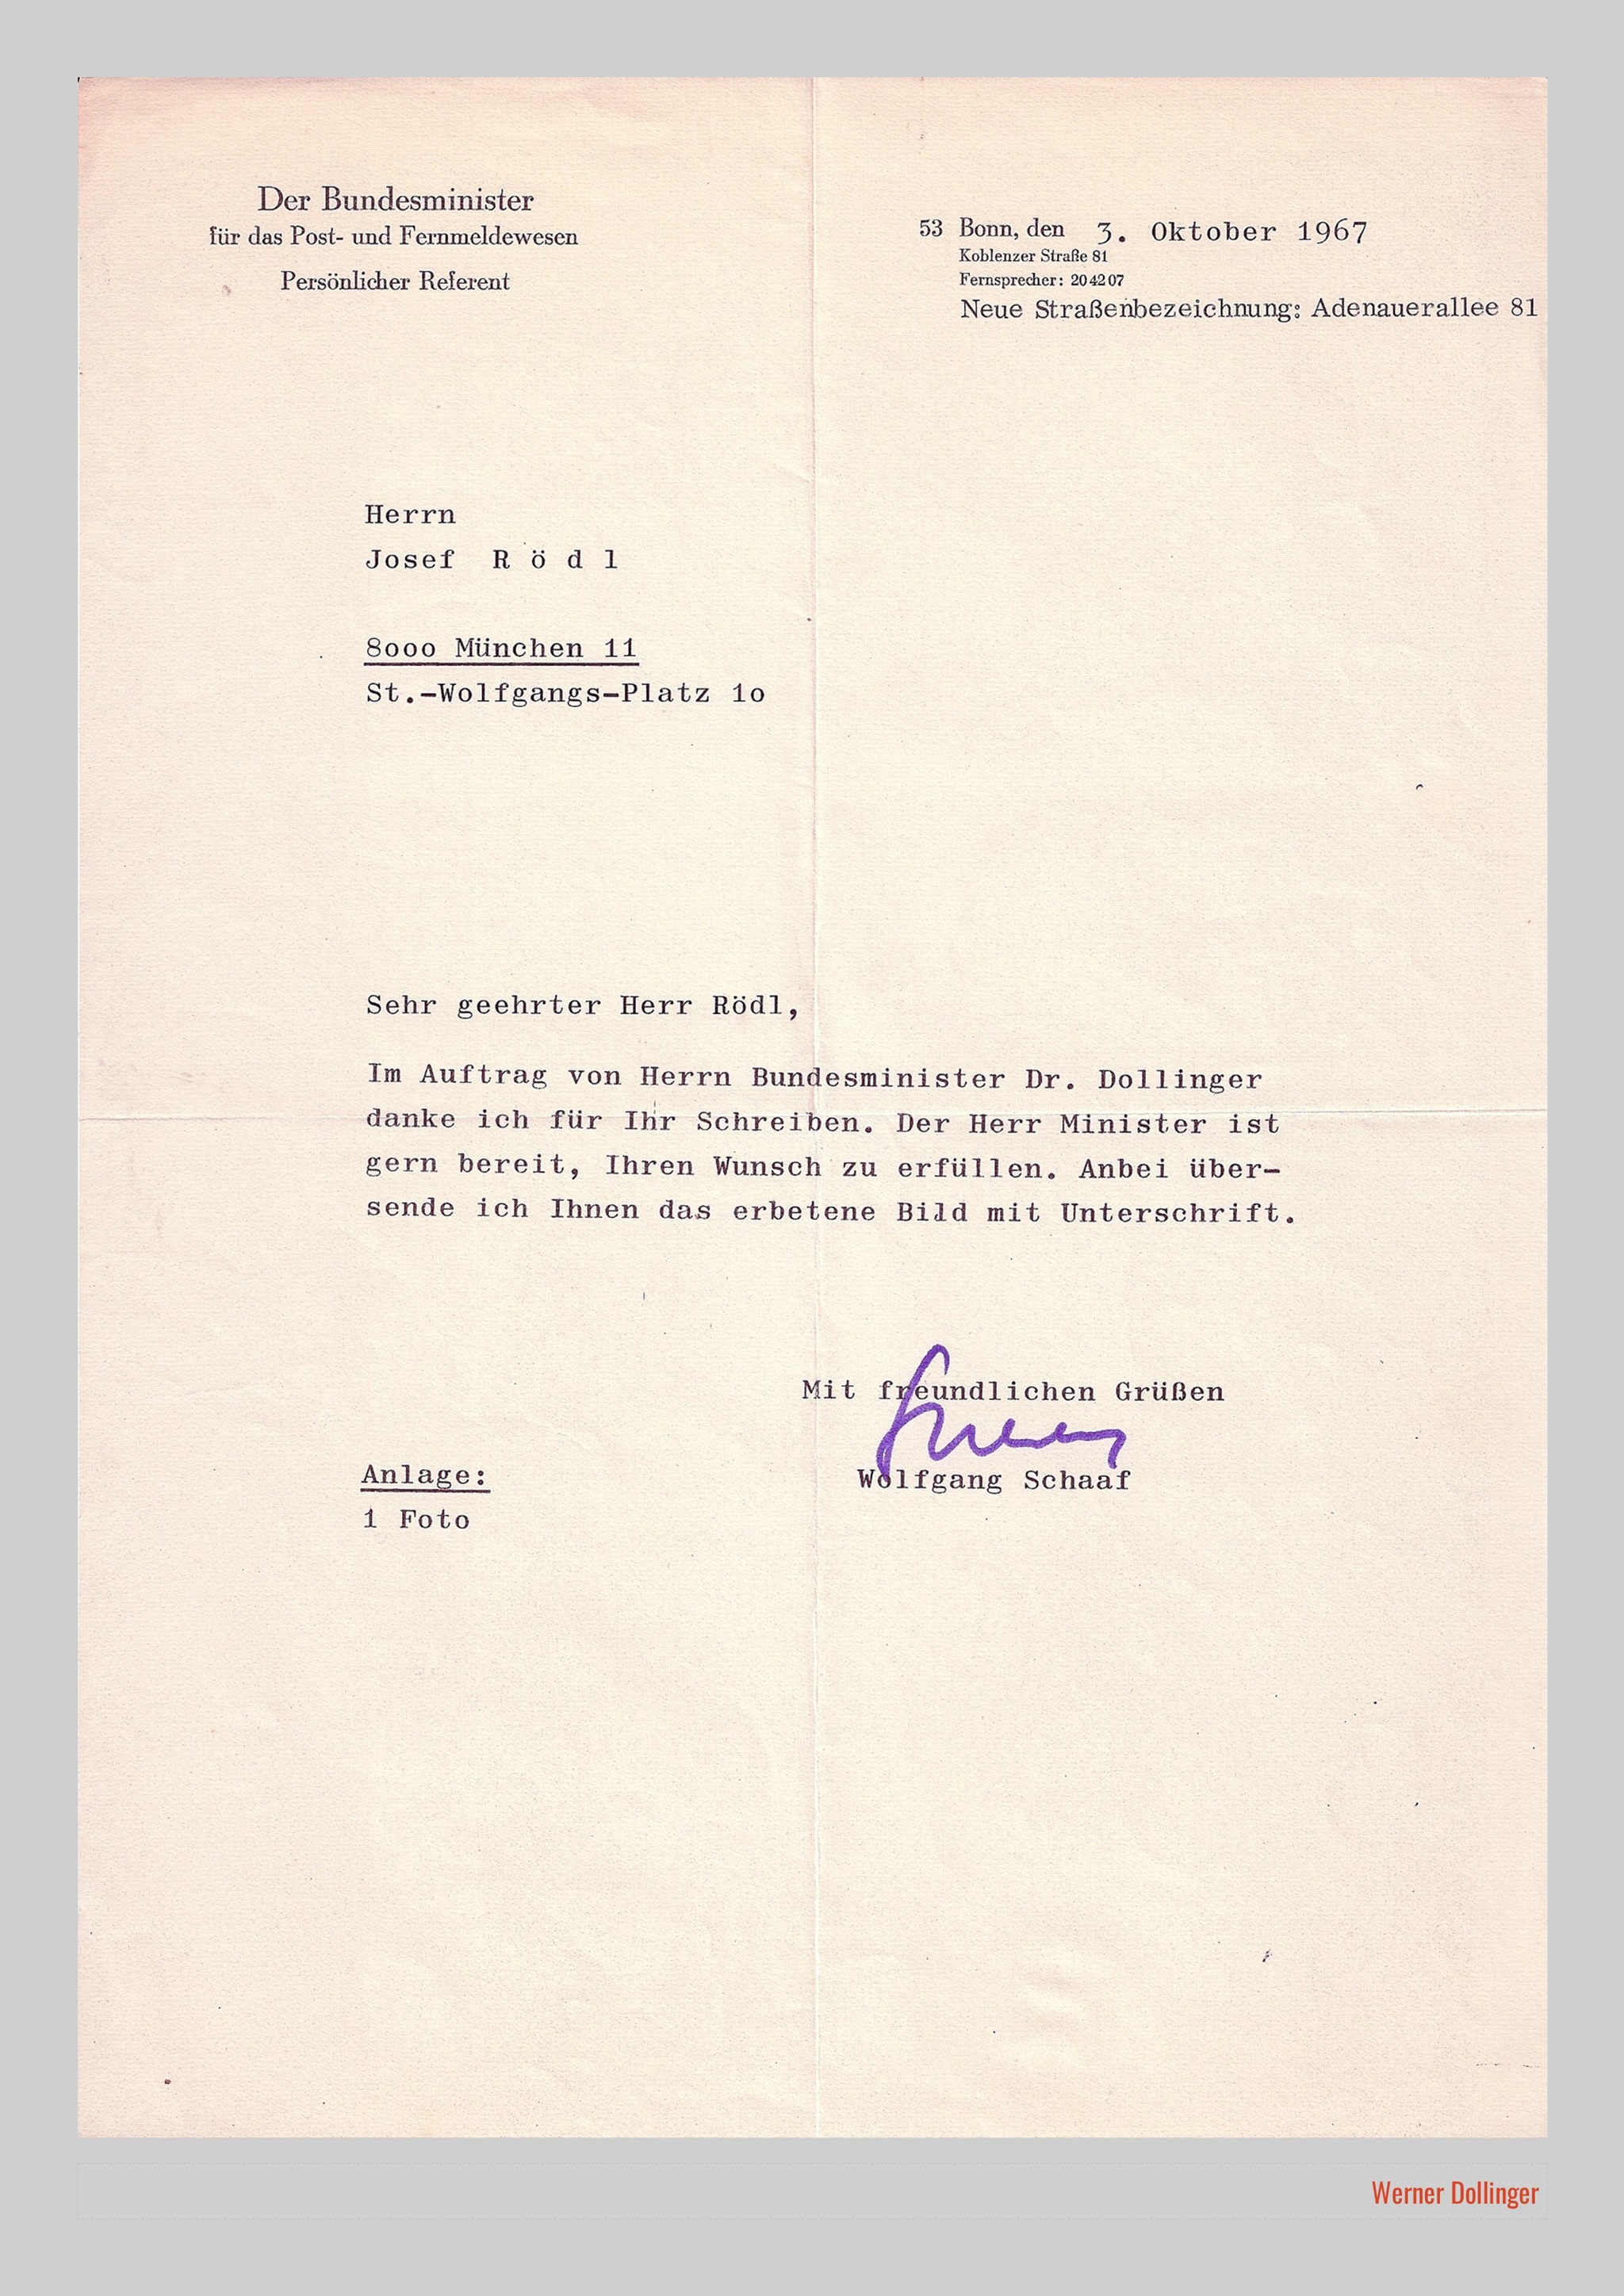 Der Bundesminister
für das Post- und Fernmeldewesen
Persönlicher Referent
53 Bonn, den 3. Oktober 1967
Koblenzer Straße 81
Fernsprecher: 204207
Neue Straßenbezeichnung: Adenauerallee 81
Herrn
Josef R ö d l
8ooo München 11
St.-Wolfgangs-Platz 1o
Sehr geehrter Herr Rödl,
Im Auftrag von Herrn Bundesminister Dr. Dollinger
danke ich für Ihr Schreiben. Der Herr Minister ist
gern bereit, Ihren Wunsch zu erfüllen. Anbei über-
sende ich Ihnen das erbetene Bild mit Unterschrift.
Mit freundlichen Grüßen
Wolfgang Schaaf
Anlage:
1 Foto
Werner Dollinger